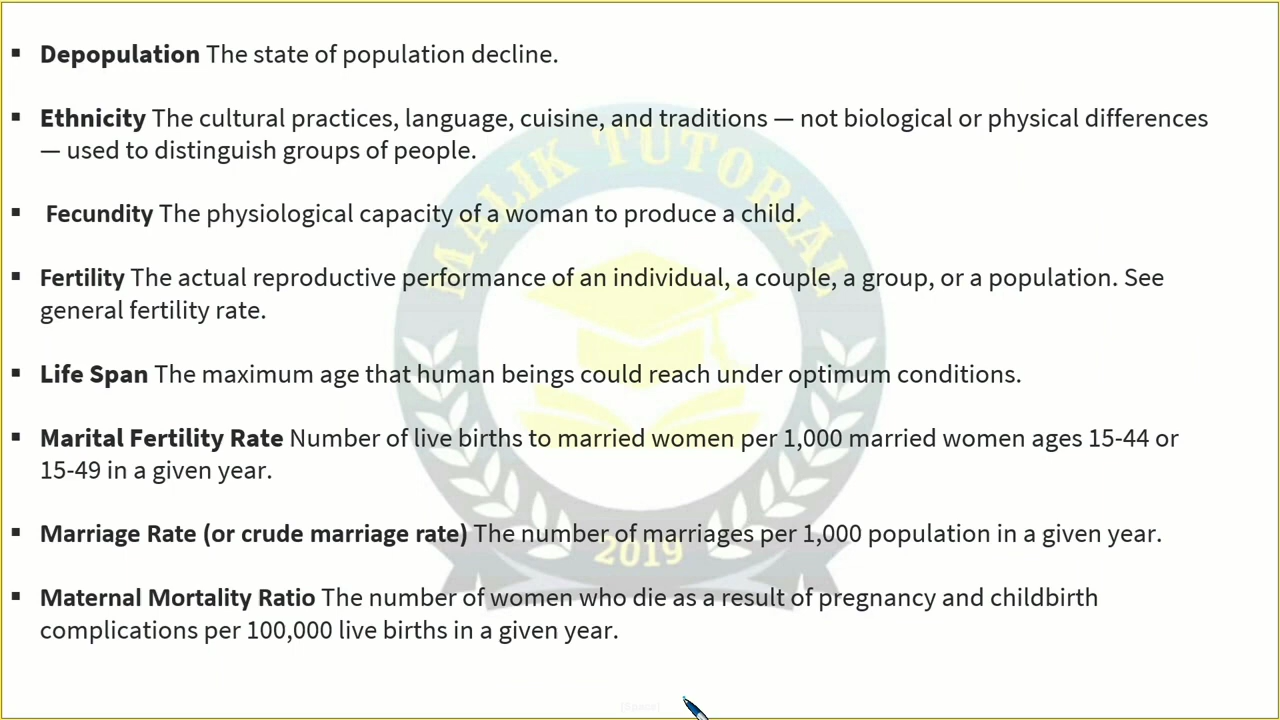 ▪ Depopulation The state of population decline.
▪ Ethnicity The cultural practices, language, cuisine, and traditions — not biological or physical differences
— used to distinguish groups of people.
▪ Fecundity The physiological capacity of a woman to produce a child.
▪ Fertility The actual reproductive performance of an individual, a couple, a group, or a population. See
general fertility rate.
▪ Life Span The maximum age that human beings could reach under optimum conditions.
▪ Marital Fertility Rate Number of live births to married women per 1,000 married women ages 15-44 or
15-49 in a given year.
▪ Marriage Rate (or crude marriage rate) The number of marriages per 1,000 population in a given year.
▪ Maternal Mortality Ratio The number of women who die as a result of pregnancy and childbirth
complications per 100,000 live births in a given year.
MALIK TUTORIAL
2019